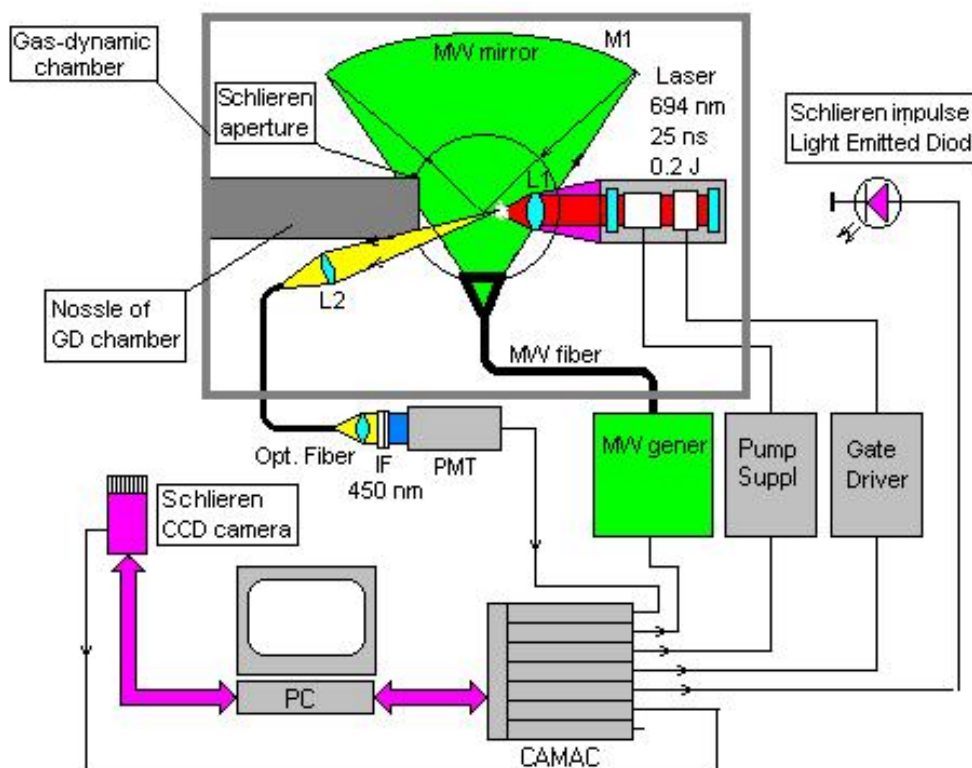 Gas-dynamic
chamber
MW mirror
M1
Schlieren
aperture
Laser
694 nm
25 ns
0.2 J
Schlieren impulse
Light Emitted Diod
L1
L2
Nossle of
GD chamber
MW fiber
Opt. Fiber
IF
450 nm
PMT
MW gener
Pump
Suppl
Gate
Driver
Schlieren
CCD camera
PC
CAMAC